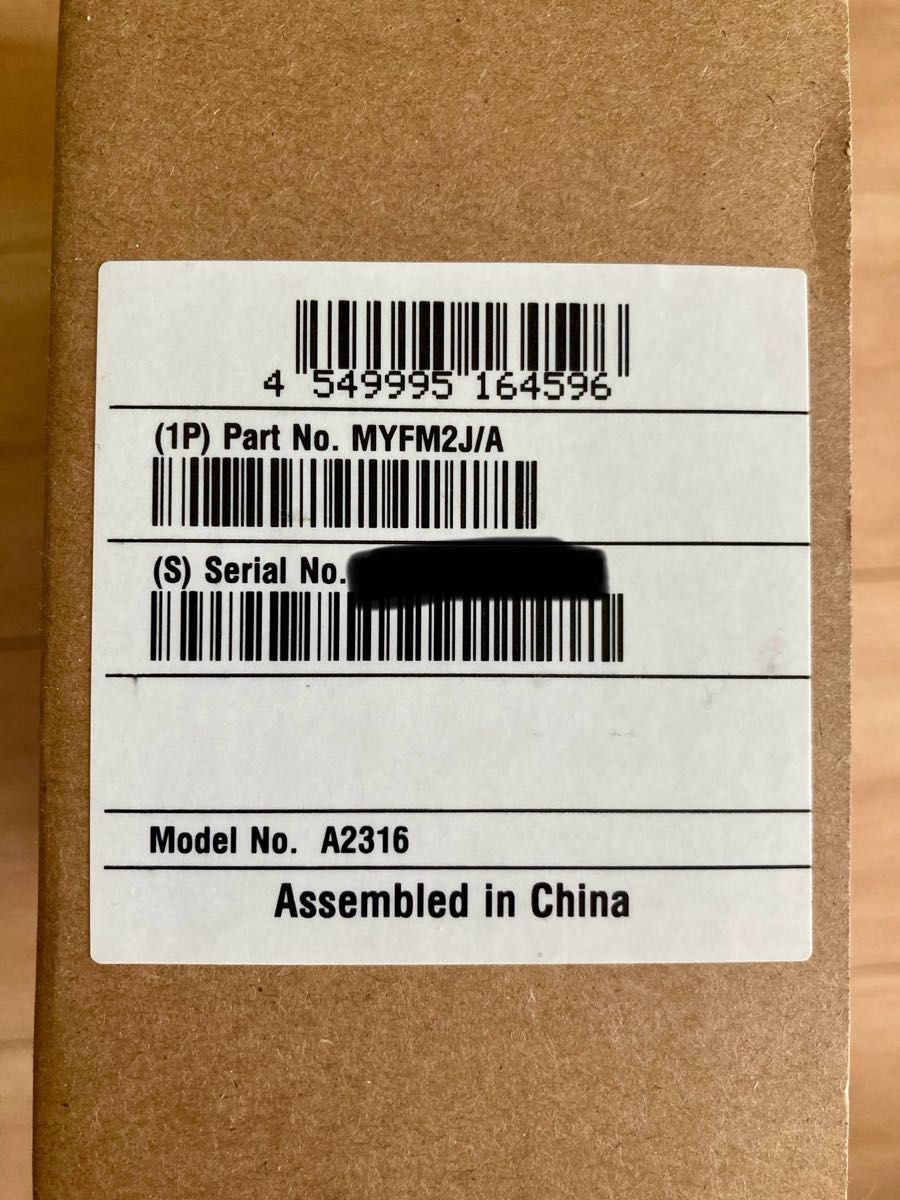 4 549995 164596
(1P) Part No. MYFM2J/A
(S) Serial No.
Model No. A2316
Assembled in China